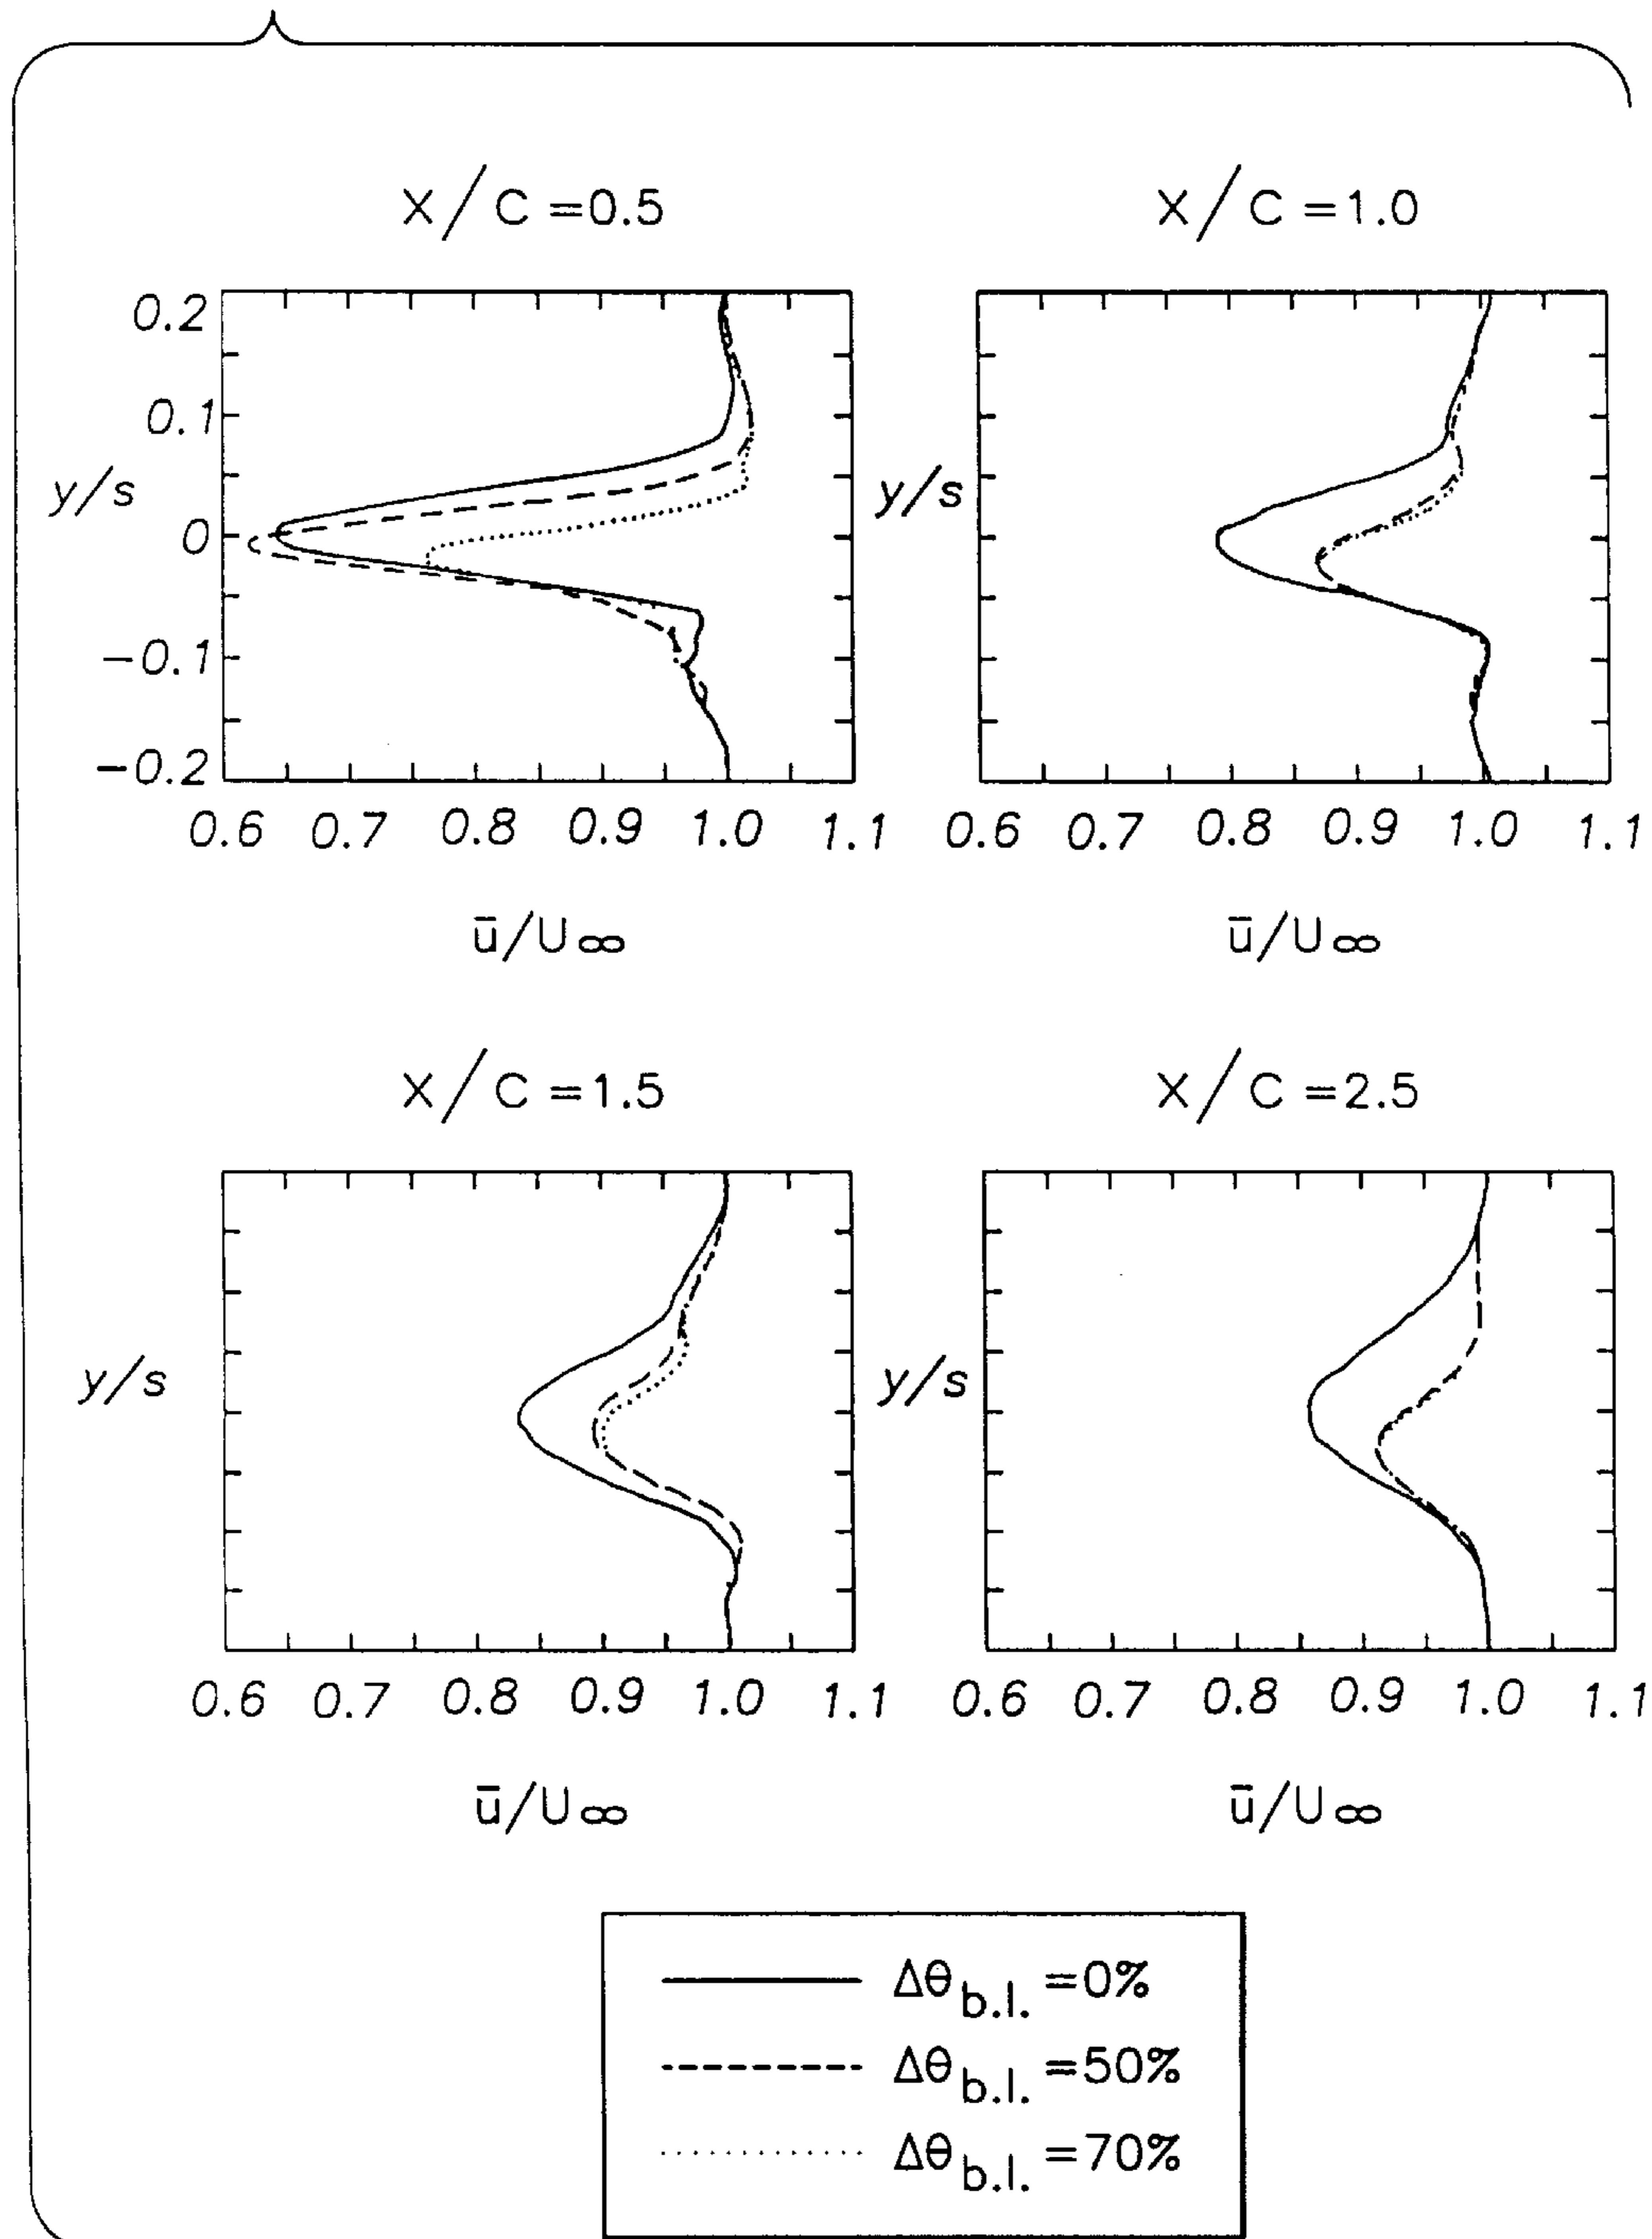 X/C =0.5
X/C =1.0
0.2
0.1
y/s
0
−0.1
−0.2
y/s
0.6 0.7 0.8 0.9 1.0 1.1
0.6 0.7 0.8 0.9 1.0 1.1
ū/U∞
ū/U∞
X/C =1.5
X/C =2.5
y/s
y/s
0.6 0.7 0.8 0.9 1.0 1.1
0.6 0.7 0.8 0.9 1.0 1.1
ū/U∞
ū/U∞
Δθb.l. =0%
Δθb.l. =50%
Δθb.l. =70%